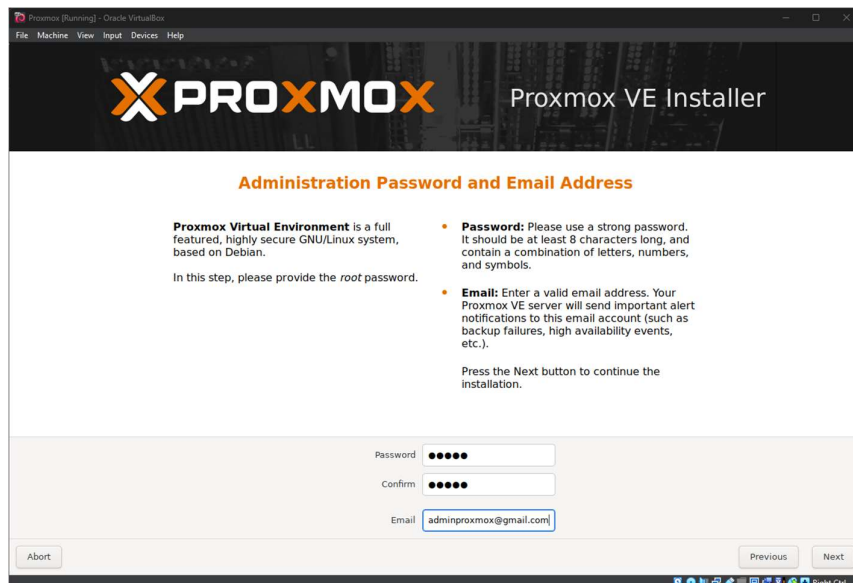 Proxmox [Running] - Oracle VirtualBox
File Machine View Input Devices Help
PROXMOX
Proxmox VE Installer
Administration Password and Email Address
Proxmox Virtual Environment is a full
featured, highly secure GNU/Linux system,
based on Debian.
In this step, please provide the root password.
• Password: Please use a strong password.
It should be at least 8 characters long, and
contain a combination of letters, numbers,
and symbols.
• Email: Enter a valid email address. Your
Proxmox VE server will send important alert
notifications to this email account (such as
backup failures, high availability events,
etc.).
Press the Next button to continue the
installation.
Password ●●●●●
Confirm ●●●●●
Email adminproxmox@gmail.com
Abort Previous Next
Right Ctrl